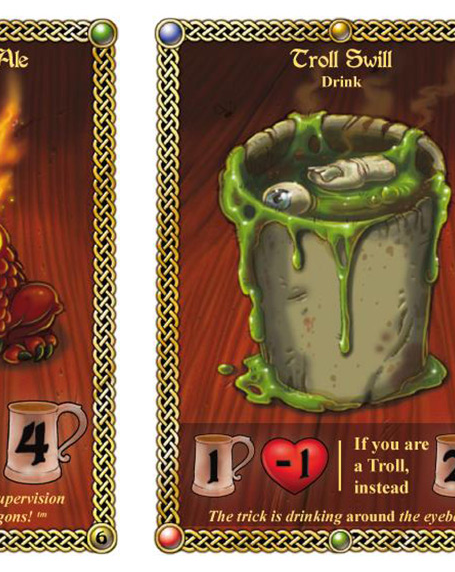 Ale
4
upervision
gons! ™
6
Troll Swill
Drink
1
-1
If you are
a Troll,
instead
2
The trick is drinking around the eyeb